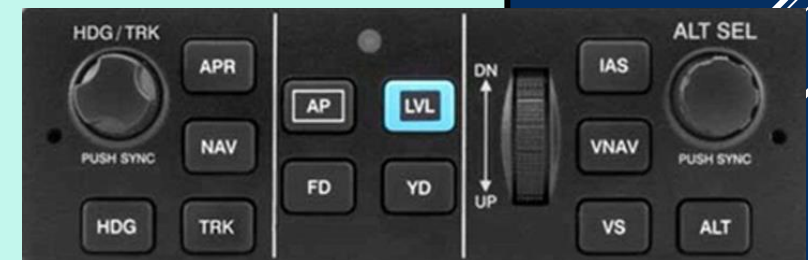 HDG / TRK
PUSH SYNC
APR
NAV
HDG
TRK
AP
LVL
FD
YD
DN
UP
IAS
VNAV
VS
ALT SEL
PUSH SYNC
ALT